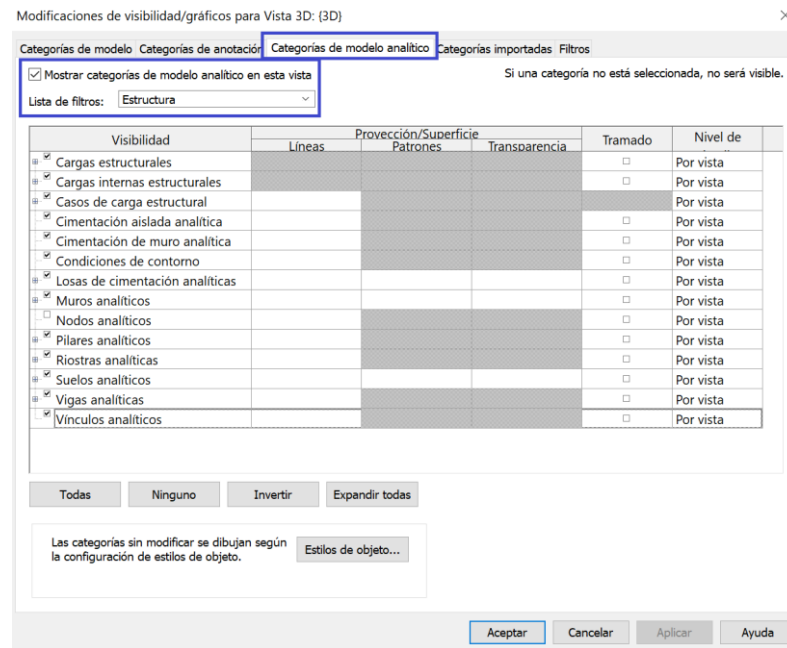 Modificaciones de visibilidad/gráficos para Vista 3D: {3D}
Categorías de modelo Categorías de anotación Categorías de modelo analítico Categorías importadas Filtros
Mostrar categorías de modelo analítico en esta vista
Si una categoría no está seleccionada, no será visible.
Lista de filtros: Estructura
Visibilidad Proyección/Superficie Tramado Nivel de
Líneas Patrones Transparencia
Cargas estructurales Por vista
Cargas internas estructurales Por vista
Casos de carga estructural Por vista
Cimentación aislada analítica Por vista
Cimentación de muro analítica Por vista
Condiciones de contorno Por vista
Losas de cimentación analíticas Por vista
Muros analíticos Por vista
Nodos analíticos Por vista
Pilares analíticos Por vista
Riostras analíticas Por vista
Suelos analíticos Por vista
Vigas analíticas Por vista
Vínculos analíticos Por vista
Todas Ninguno Invertir Expandir todas
Las categorías sin modificar se dibujan según
la configuración de estilos de objeto.
Estilos de objeto...
Aceptar Cancelar Aplicar Ayuda